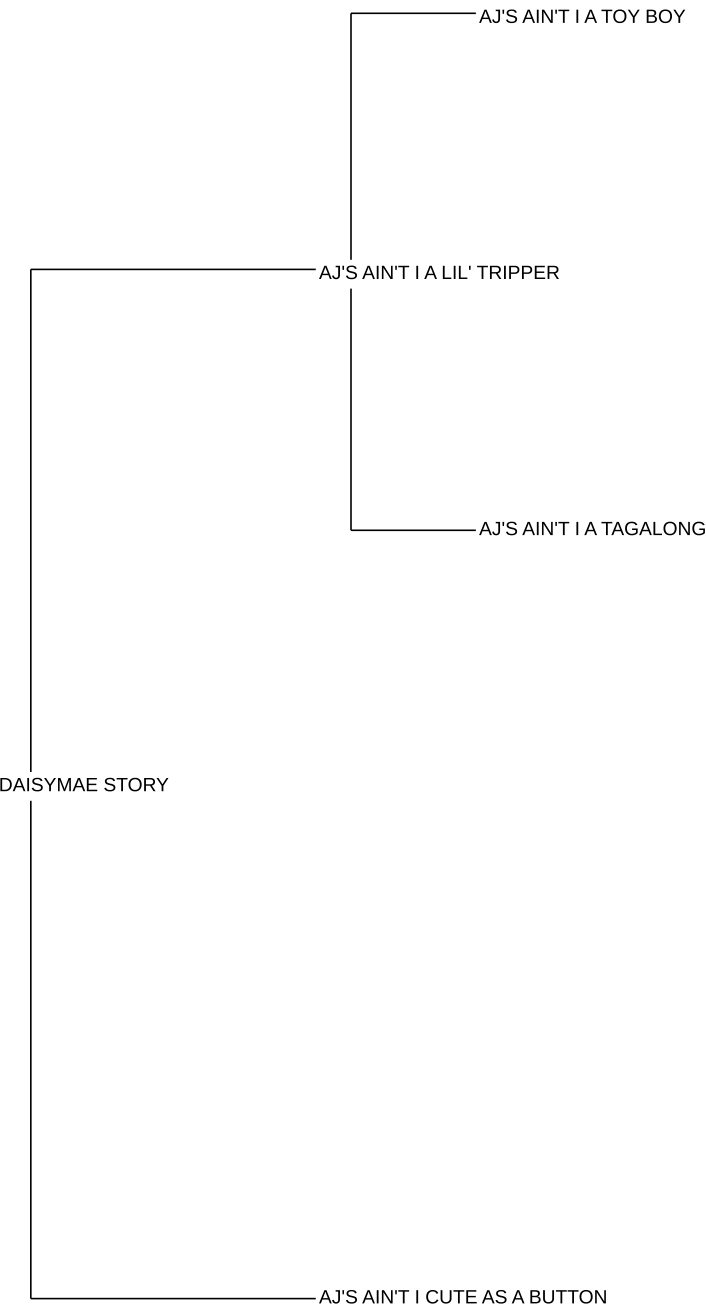 AJ'S AIN'T I A TOY BOY
AJ'S AIN'T I A LIL' TRIPPER
AJ'S AIN'T I A TAGALONG
DAISYMAE STORY
AJ'S AIN'T I CUTE AS A BUTTON